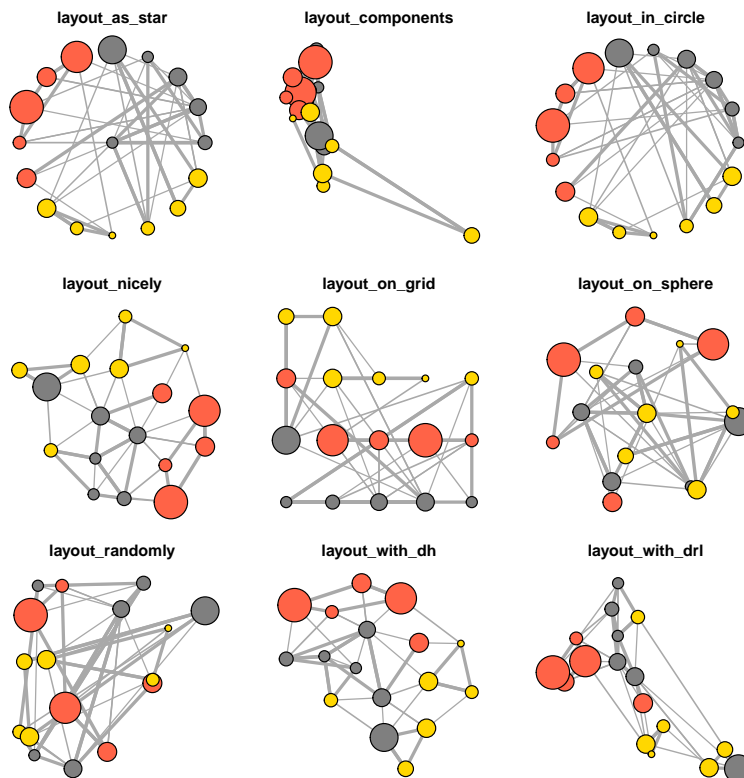 layout_as_star
layout_components
layout_in_circle
layout_nicely
layout_on_grid
layout_on_sphere
layout_randomly
layout_with_dh
layout_with_drl